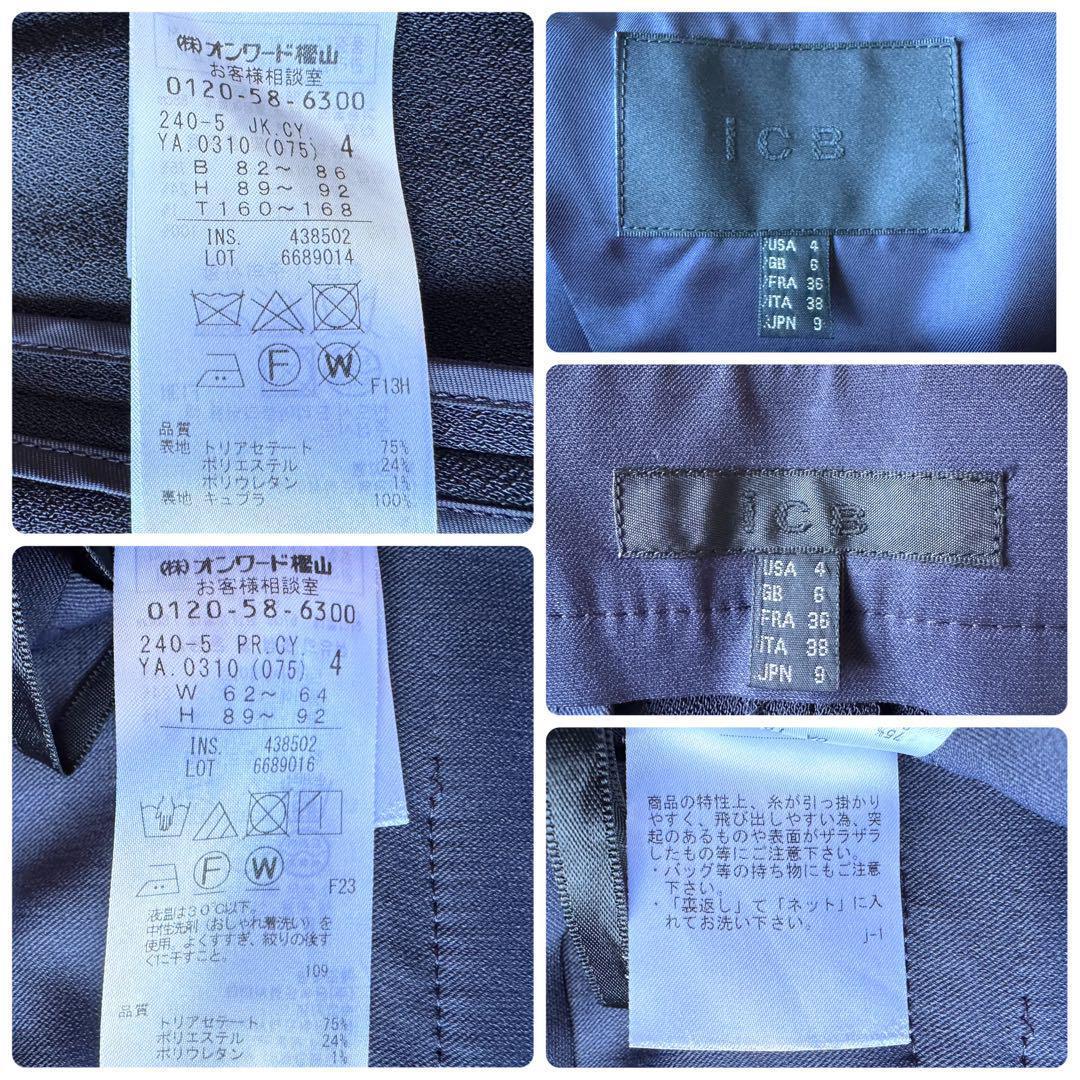 (株)オンワード樫山
お客様相談室
0120-58-6300
240-5 JK.CY.
YA.0310 (075) 4
B 82～ 86
H 89～ 92
T160～168
INS. 438502
LOT 6689014
F
W
F13H
品質
表地 トリアセテート 75%
ポリエステル 24%
ポリウレタン 1%
裏地 キュプラ 100%
iCB
USA 4
GB 6
FRA 36
ITA 38
JPN 9
iCB
USA 4
GB 6
FRA 36
ITA 38
JPN 9
(株)オンワード樫山
お客様相談室
0120-58-6300
240-5 PR.CY.
YA.0310 (075) 4
W 62～ 64
H 89～ 92
INS. 438502
LOT 6689016
F
W
F23
液温は30℃以下。
中性洗剤（おしゃれ着洗い）を
使用。よくすすぎ、絞りの後す
ぐに干すこと。
109
品質
トリアセテート 75%
ポリエステル 24%
ポリウレタン 1%
75%
商品の特性上、糸が引っ掛かり
やすく、飛び出しやすい為、突
起のあるものや表面がザラザラ
したもの等にご注意下さい。
・バッグ等の持ち物にもご注意
下さい。
・「裏返し」て「ネット」に入
れてお洗い下さい。
j-1